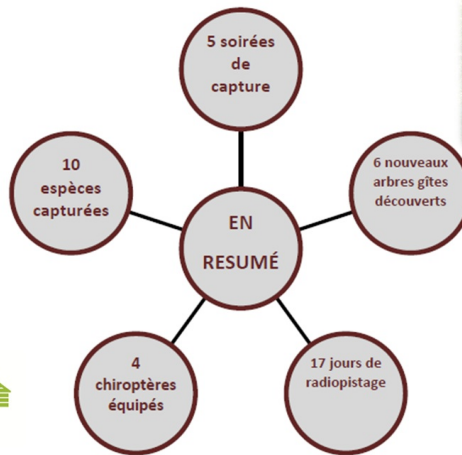 5 soirées
de
capture
10
espèces
capturées
6 nouveaux
arbres gîtes
découverts
EN
RESUMÉ
4
chiroptères
équipés
17 jours de
radiopistage